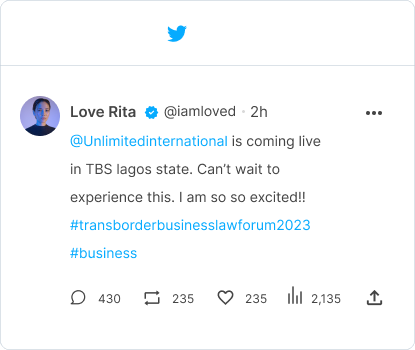 Love Rita @iamloved · 2h
@Unlimitedinternational is coming live
in TBS lagos state. Can’t wait to
experience this. I am so so excited!!
#transborderbusinesslawforum2023
#business
430 235 235 2,135